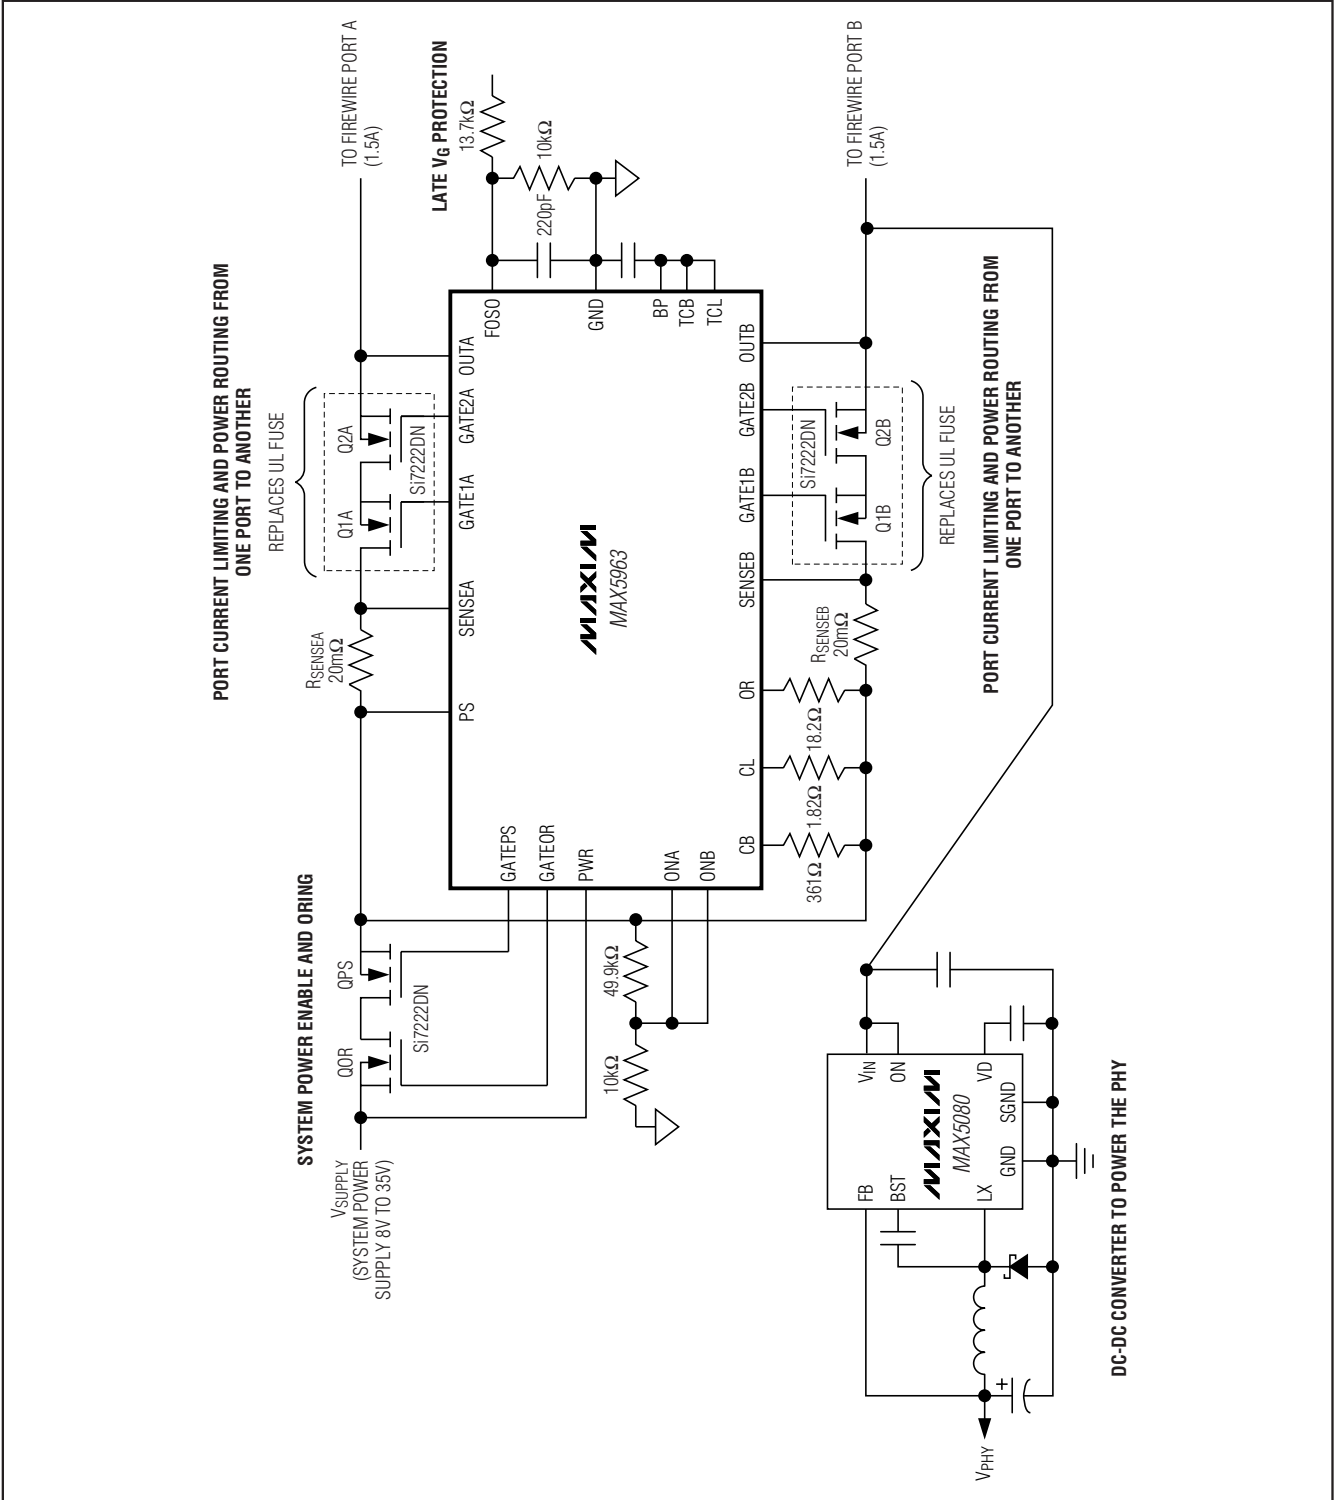 SYSTEM POWER ENABLE AND ORING
PORT CURRENT LIMITING AND POWER ROUTING FROM
ONE PORT TO ANOTHER
REPLACES UL FUSE
VSUPPLY
(SYSTEM POWER
SUPPLY 8V TO 35V)
QOR
QPS
Si7222DN
RSENSEA
20mΩ
Q1A
Q2A
Si7222DN
TO FIREWIRE PORT A
(1.5A)
LATE VG PROTECTION
13.7kΩ
10kΩ
220pF
PS
SENSEA
GATE1A
GATE2A
OUTA
GATEPS
GATEOR
PWR
ONA
ONB
FOSO
GND
BP
TCB
TCL
MAXIM
MAX5963
49.9kΩ
10kΩ
CB
CL
OR
SENSEB
GATE1B
GATE2B
OUTB
361Ω
1.82Ω
18.2Ω
RSENSEB
20mΩ
Si7222DN
Q1B
Q2B
TO FIREWIRE PORT B
(1.5A)
REPLACES UL FUSE
PORT CURRENT LIMITING AND POWER ROUTING FROM
ONE PORT TO ANOTHER
FB
BST
LX
MAXIM
MAX5080
VIN
ON
VD
GND
SGND
+
VPHY
DC-DC CONVERTER TO POWER THE PHY